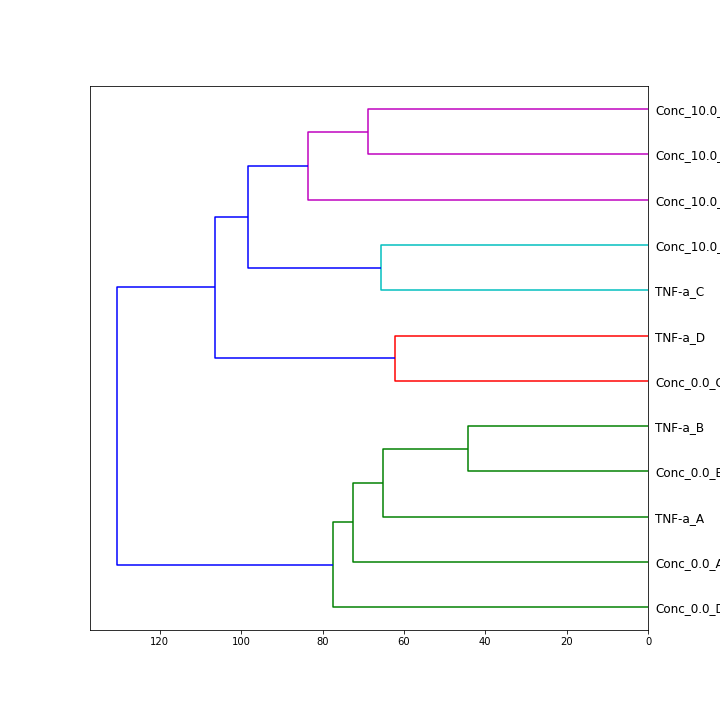 Conc_10.0_
Conc_10.0_
Conc_10.0_
Conc_10.0_
TNF-a_C
TNF-a_D
Conc_0.0_C
TNF-a_B
Conc_0.0_B
TNF-a_A
Conc_0.0_A
Conc_0.0_D
120 100 80 60 40 20 0